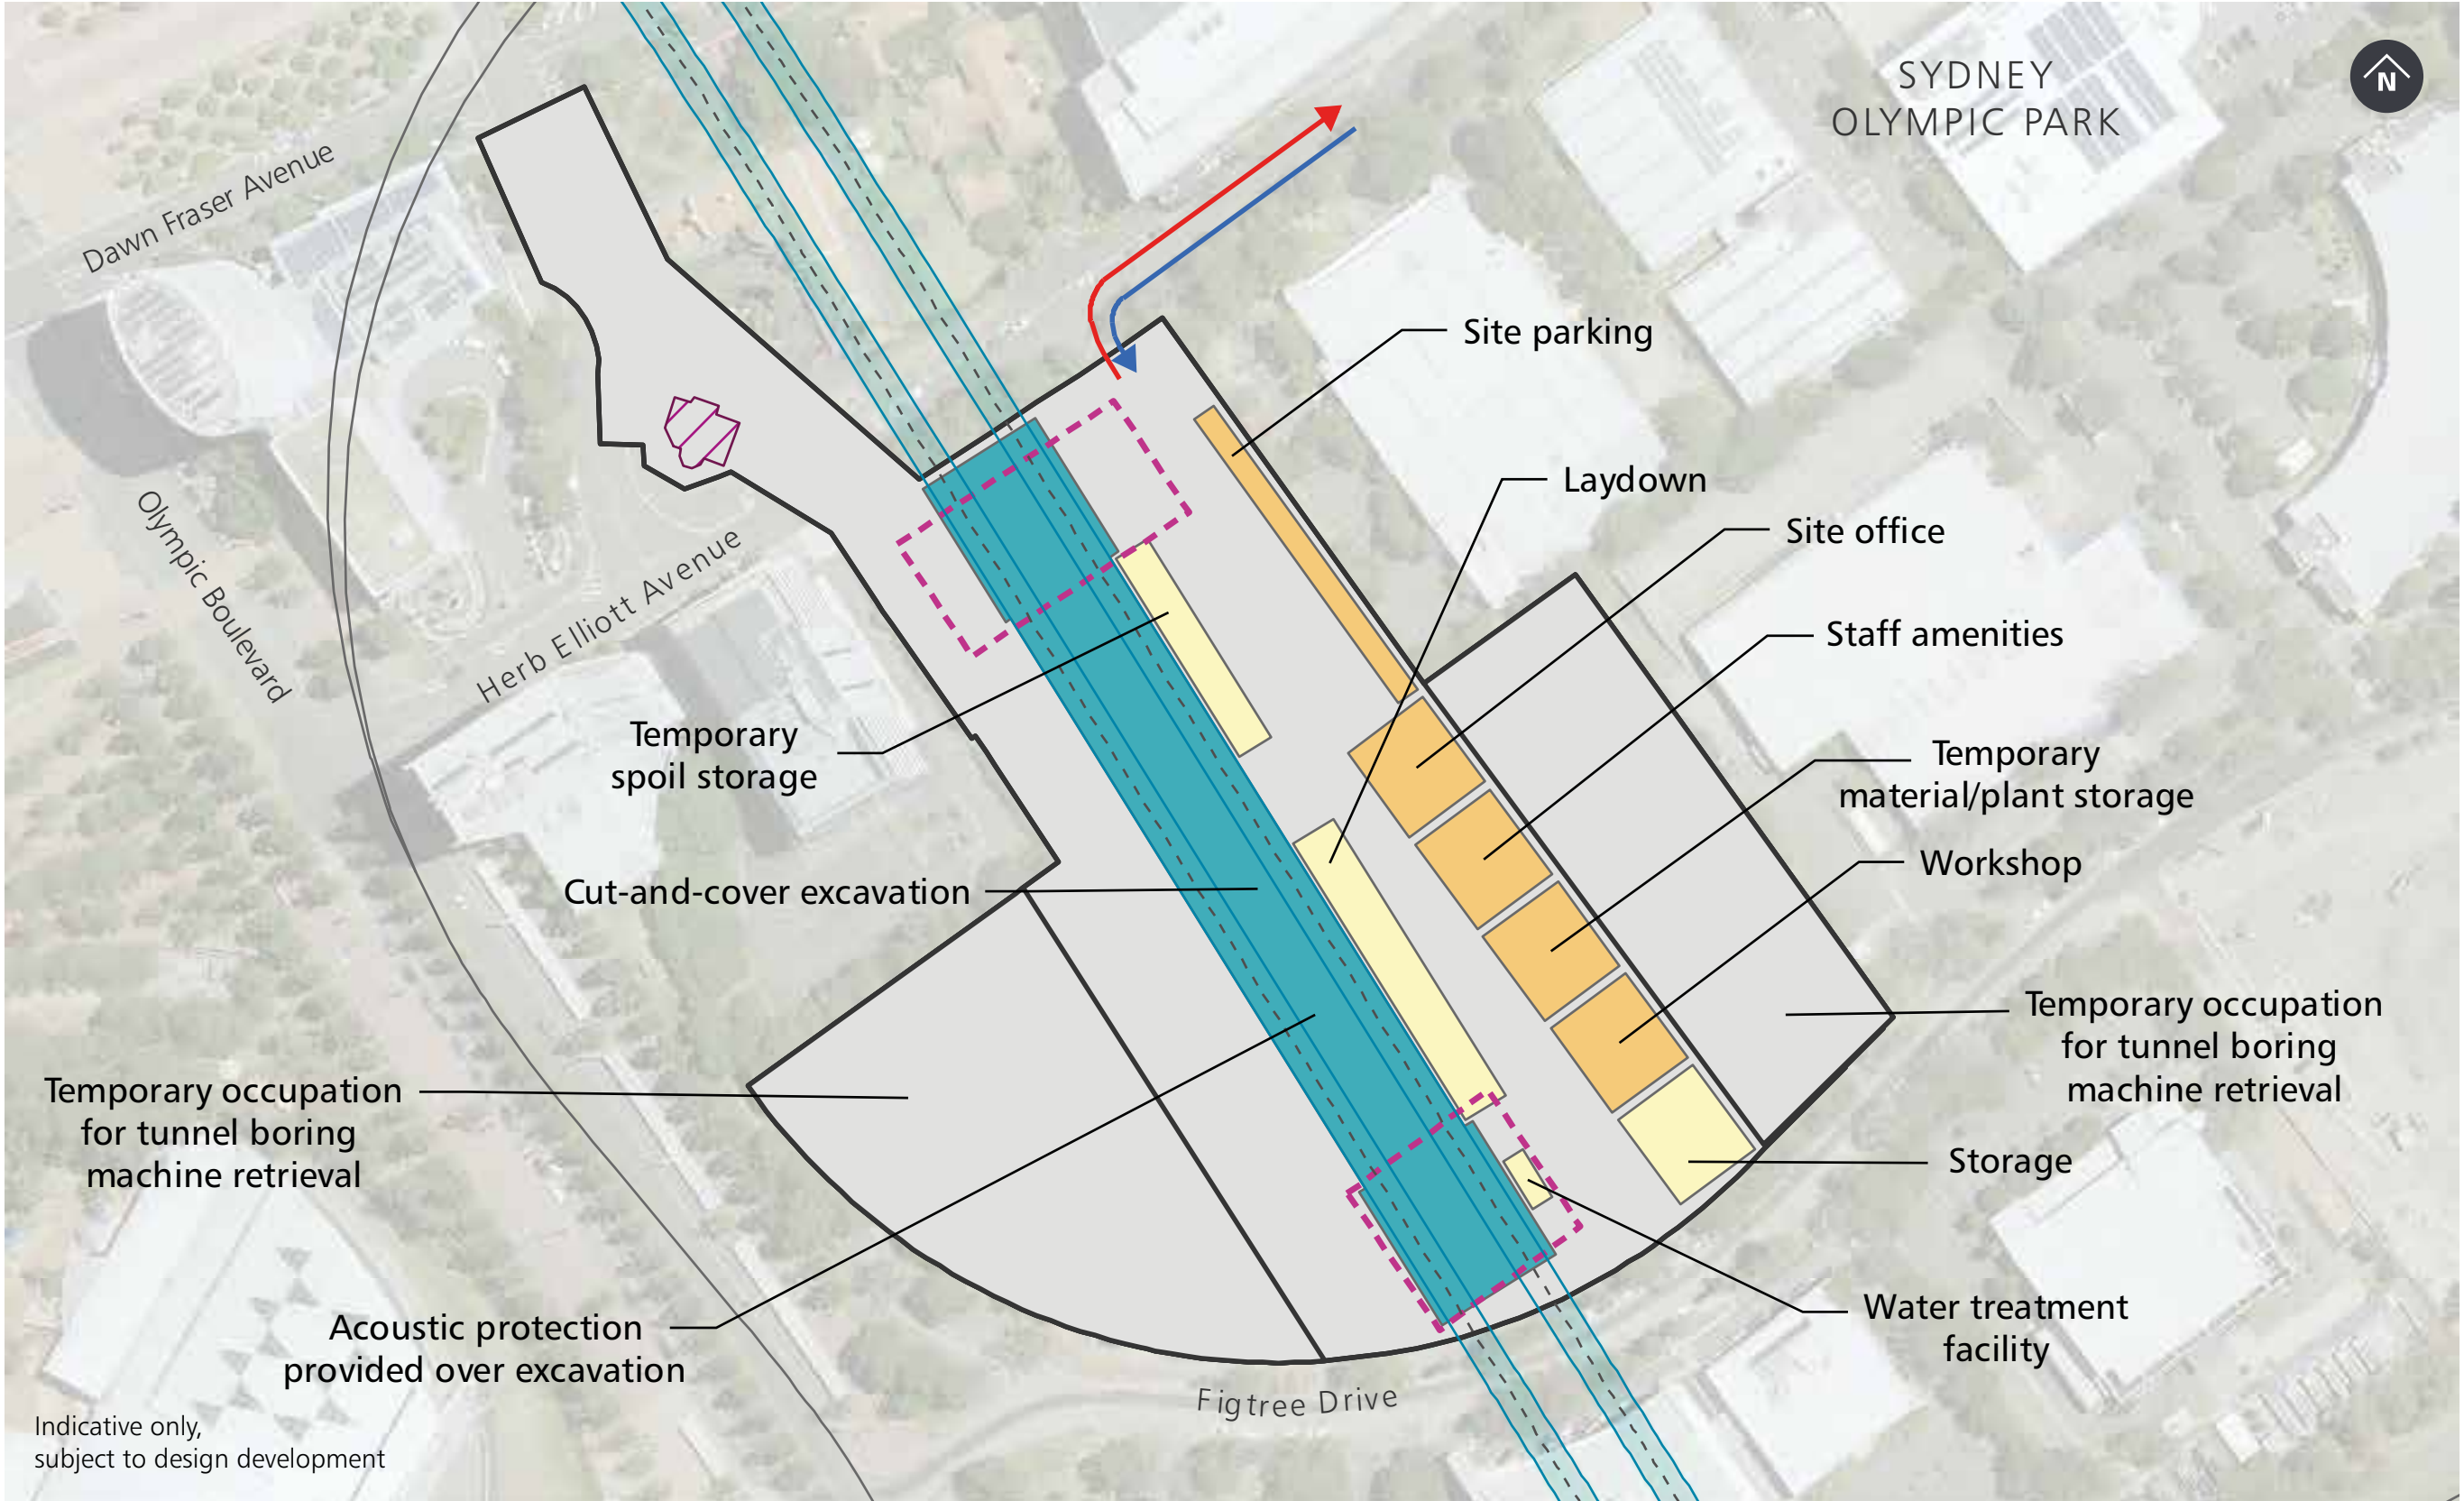 SYDNEY
OLYMPIC PARK
N
Dawn Fraser Avenue
Site parking
Laydown
Site office
Olympic Boulevard
Herb Elliott Avenue
Staff amenities
Temporary
spoil storage
Temporary
material/plant storage
Workshop
Cut-and-cover excavation
Temporary occupation
for tunnel boring
machine retrieval
Temporary occupation
for tunnel boring
machine retrieval
Storage
Acoustic protection
provided over excavation
Water treatment
facility
Figtree Drive
Indicative only,
subject to design development